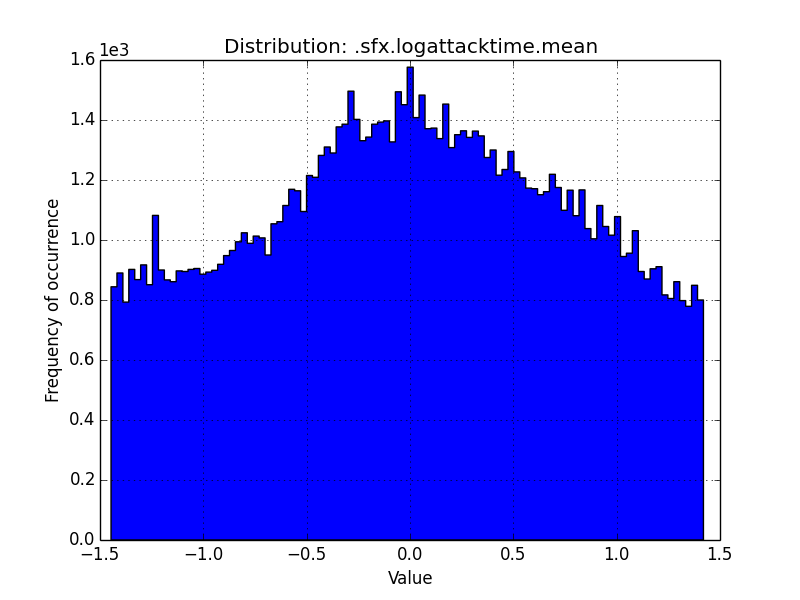 Distribution: .sfx.logattacktime.mean
1e3
1.6
1.4
1.2
1.0
0.8
0.6
0.4
0.2
0.0
Frequency of occurrence
−1.5 −1.0 −0.5 0.0 0.5 1.0 1.5
Value